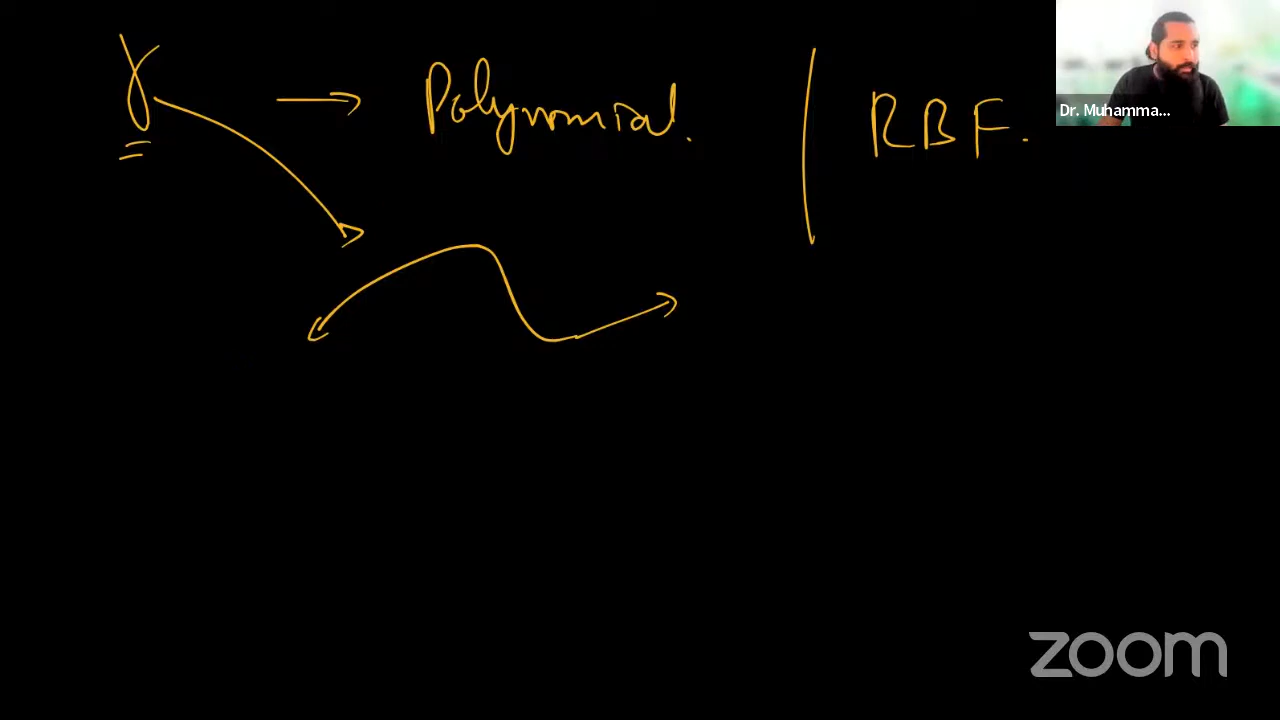 γ → Polynomial. | RBF.
Dr. Muhamma...
zoom